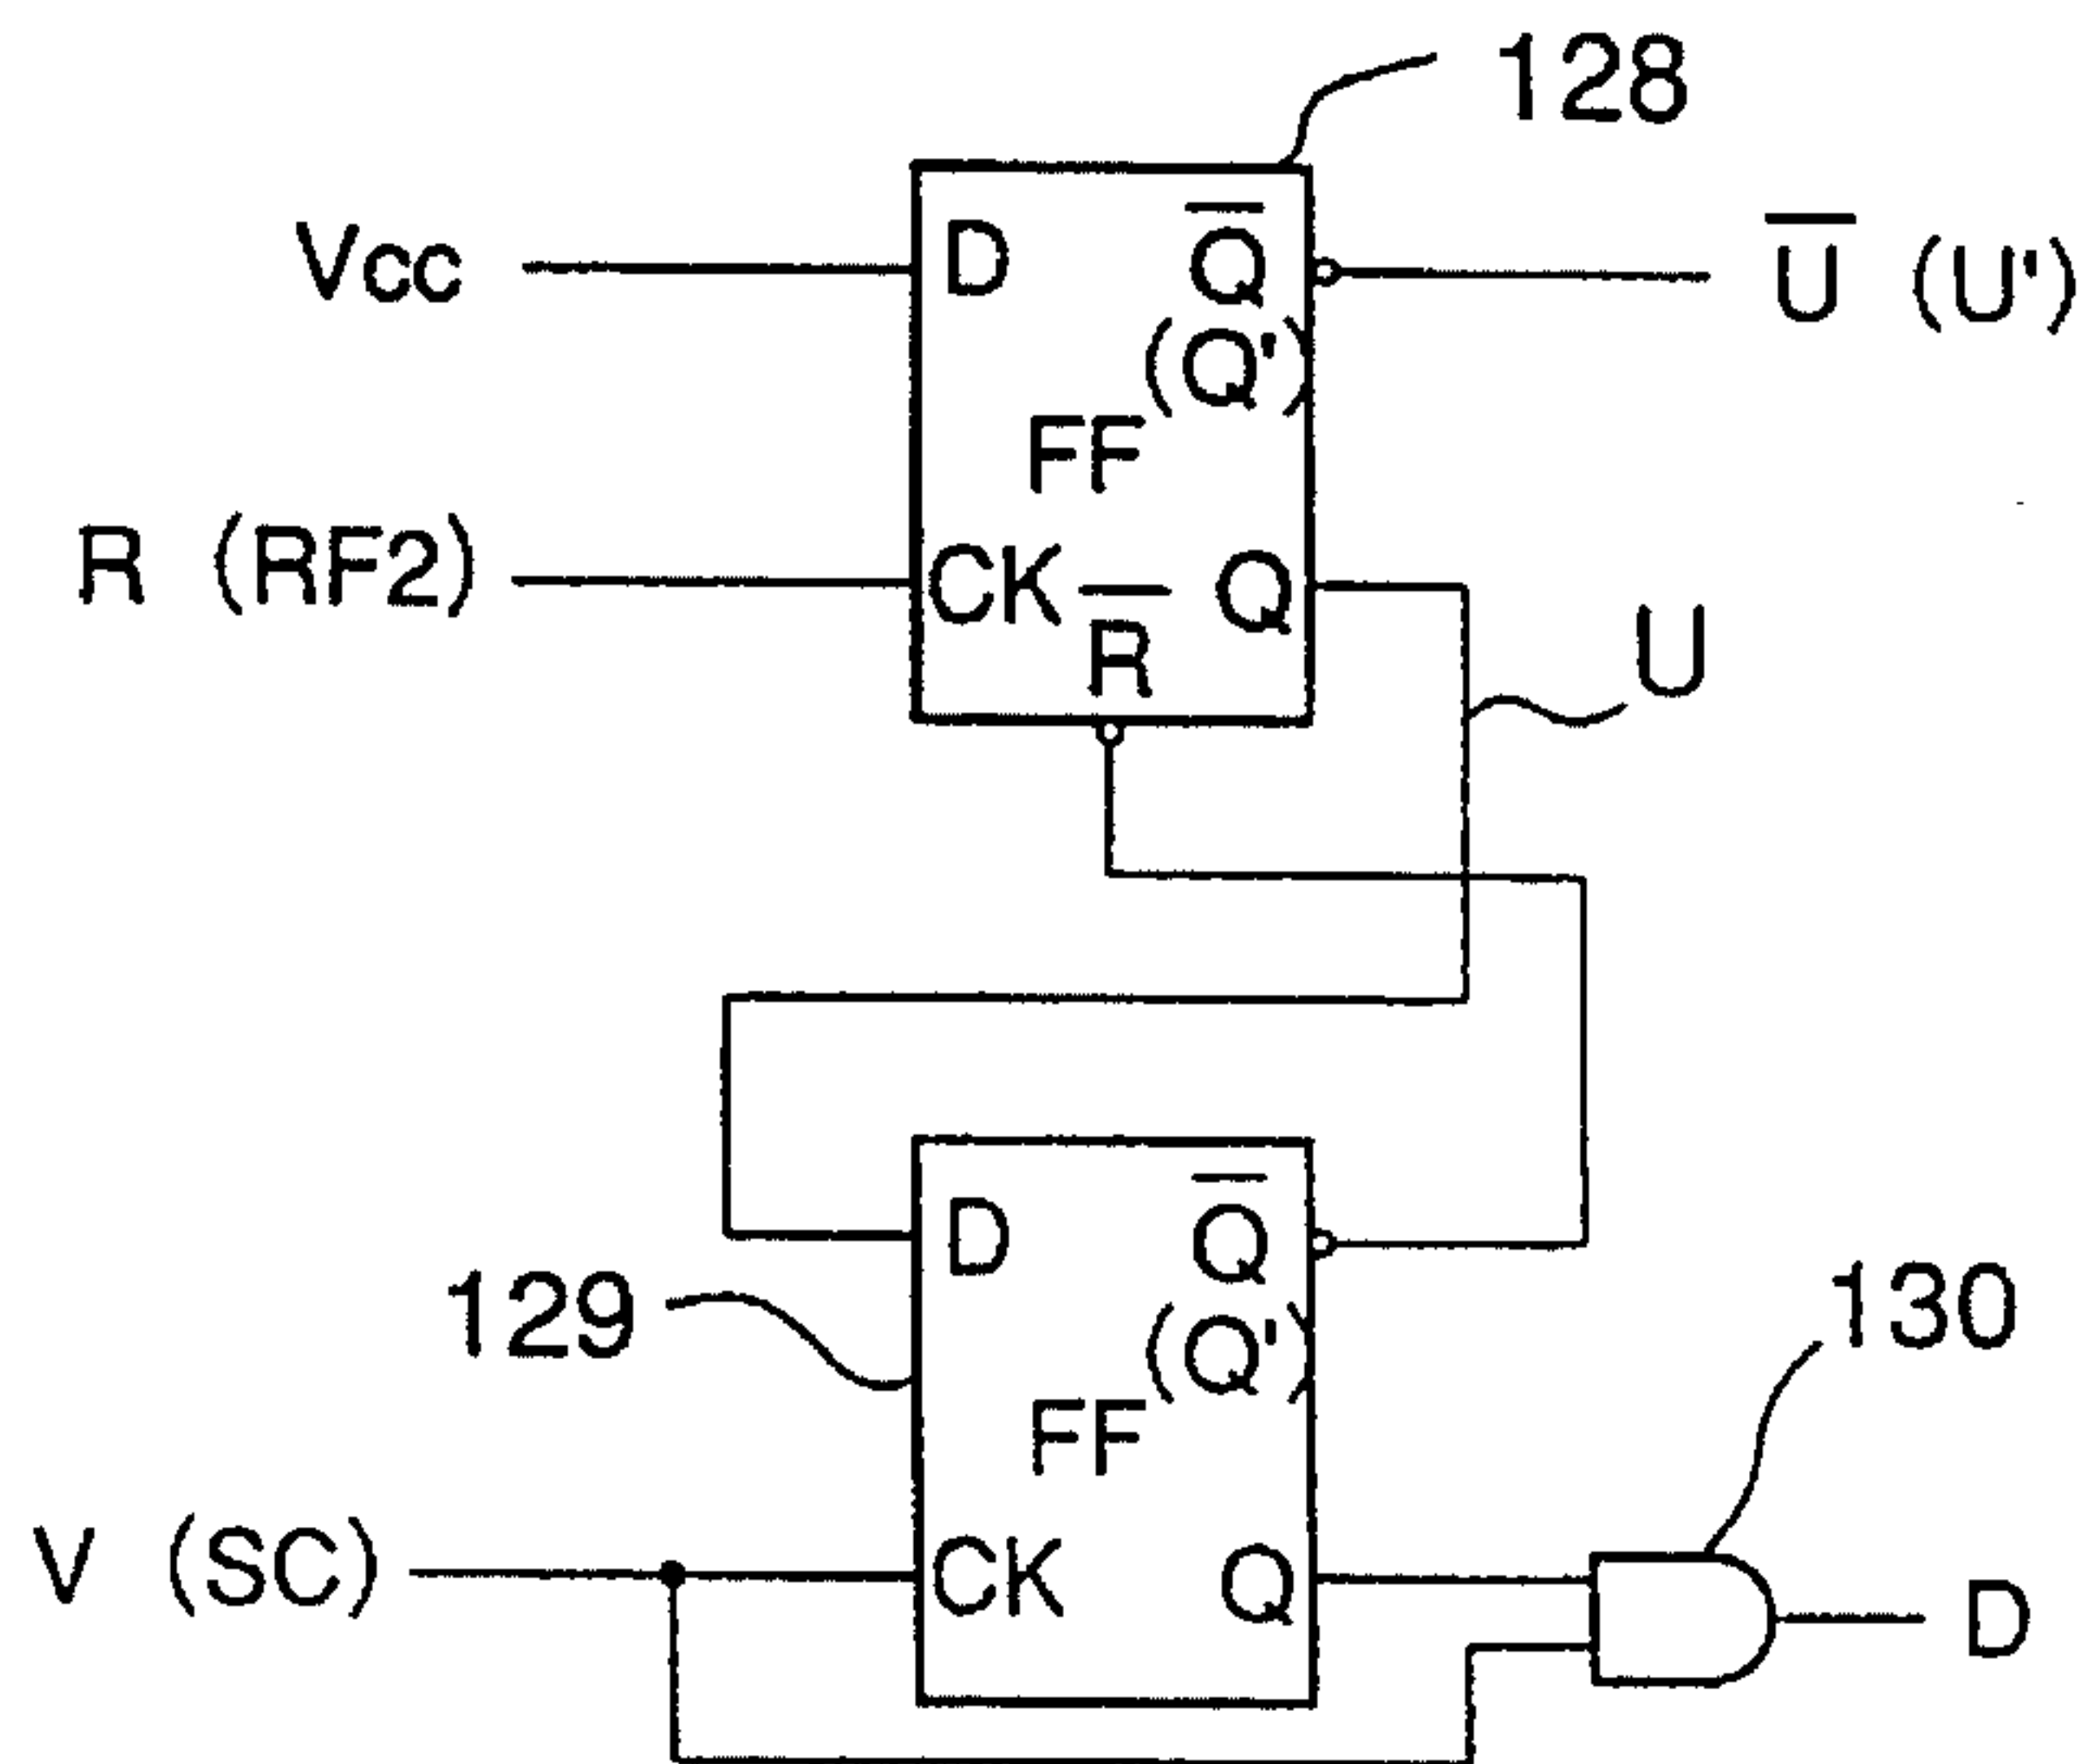 128
Vcc
D
Q̅
U̅ (U')
(Q')
FF
R (RF2)
CK
R̅
Q
U
D
Q̅
129
(Q')
130
FF
V (SC)
CK
Q
D